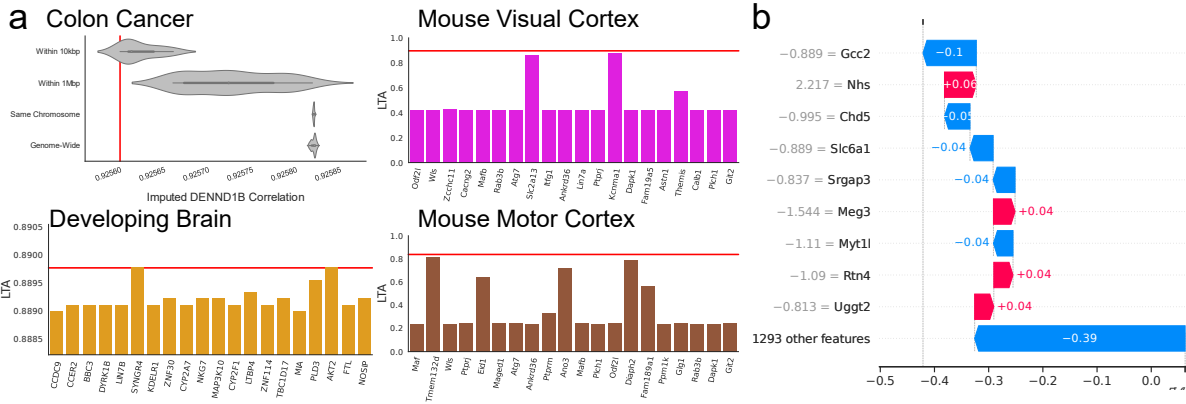 a
Colon Cancer
Within 10kbp
Within 1Mbp
Same Chromosome
Genome-Wide
0.92560 0.92565 0.92570 0.92575 0.92580 0.92585
Imputed DENND1B Correlation
Mouse Visual Cortex
LTA
1.0
0.8
0.6
0.4
0.2
0.0
Odf2l Wls Zcchc11 Cacng2 Mafb Rab3b Atg7 Slc2a13 Itfg1 Ankrd36 Lin7a Ptprj Kcnma1 Dapk1 Fam19a5 Astn1 Themis Calb1 Plch1 Git2
Developing Brain
LTA
0.8905
0.8900
0.8895
0.8890
0.8885
CCDC9 CCER2 BBC3 DYRK1B LIN7B SYNGR4 KDELR1 ZNF30 CYP2A7 NKG7 MAP3K10 CYP2F1 LTBP4 ZNF114 TBC1D17 MIA PLD3 AKT2 FTL NOSIP
Mouse Motor Cortex
LTA
1.0
0.8
0.6
0.4
0.2
0.0
Maf Tmem132d Wls Ptprj Eid1 Maged1 Atg7 Ankrd36 Ptprm Ano3 Mafb Plch1 Odf2l Diaph2 Fam189a1 Ppm1k Glg1 Rab3b Dapk1 Git2
b
−0.889 = Gcc2 −0.1
2.217 = Nhs +0.06
−0.995 = Chd5 −0.05
−0.889 = Slc6a1 −0.04
−0.837 = Srgap3 −0.04
−1.544 = Meg3 +0.04
−1.11 = Myt1l −0.04
−1.09 = Rtn4 +0.04
−0.813 = Uggt2 +0.04
1293 other features −0.39
−0.5 −0.4 −0.3 −0.2 −0.1 0.0